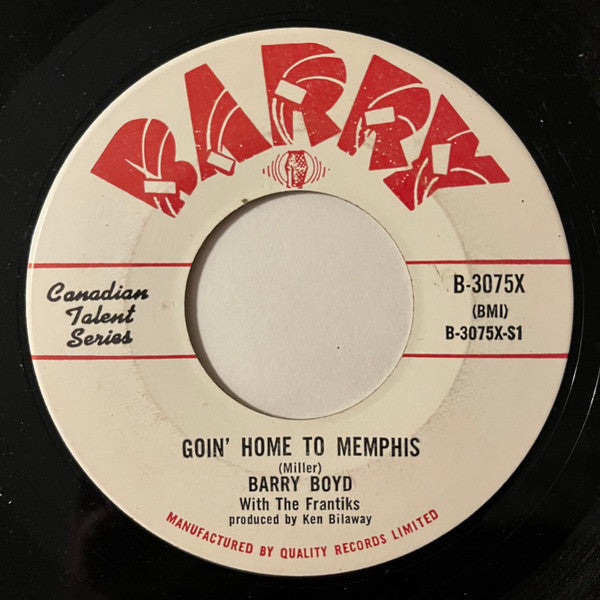 BARRY
Canadian
Talent
Series
B-3075X
(BMI)
B-3075X-S1
GOIN' HOME TO MEMPHIS
(Miller)
BARRY BOYD
With The Frantiks
produced by Ken Bilaway
MANUFACTURED BY QUALITY RECORDS LIMITED